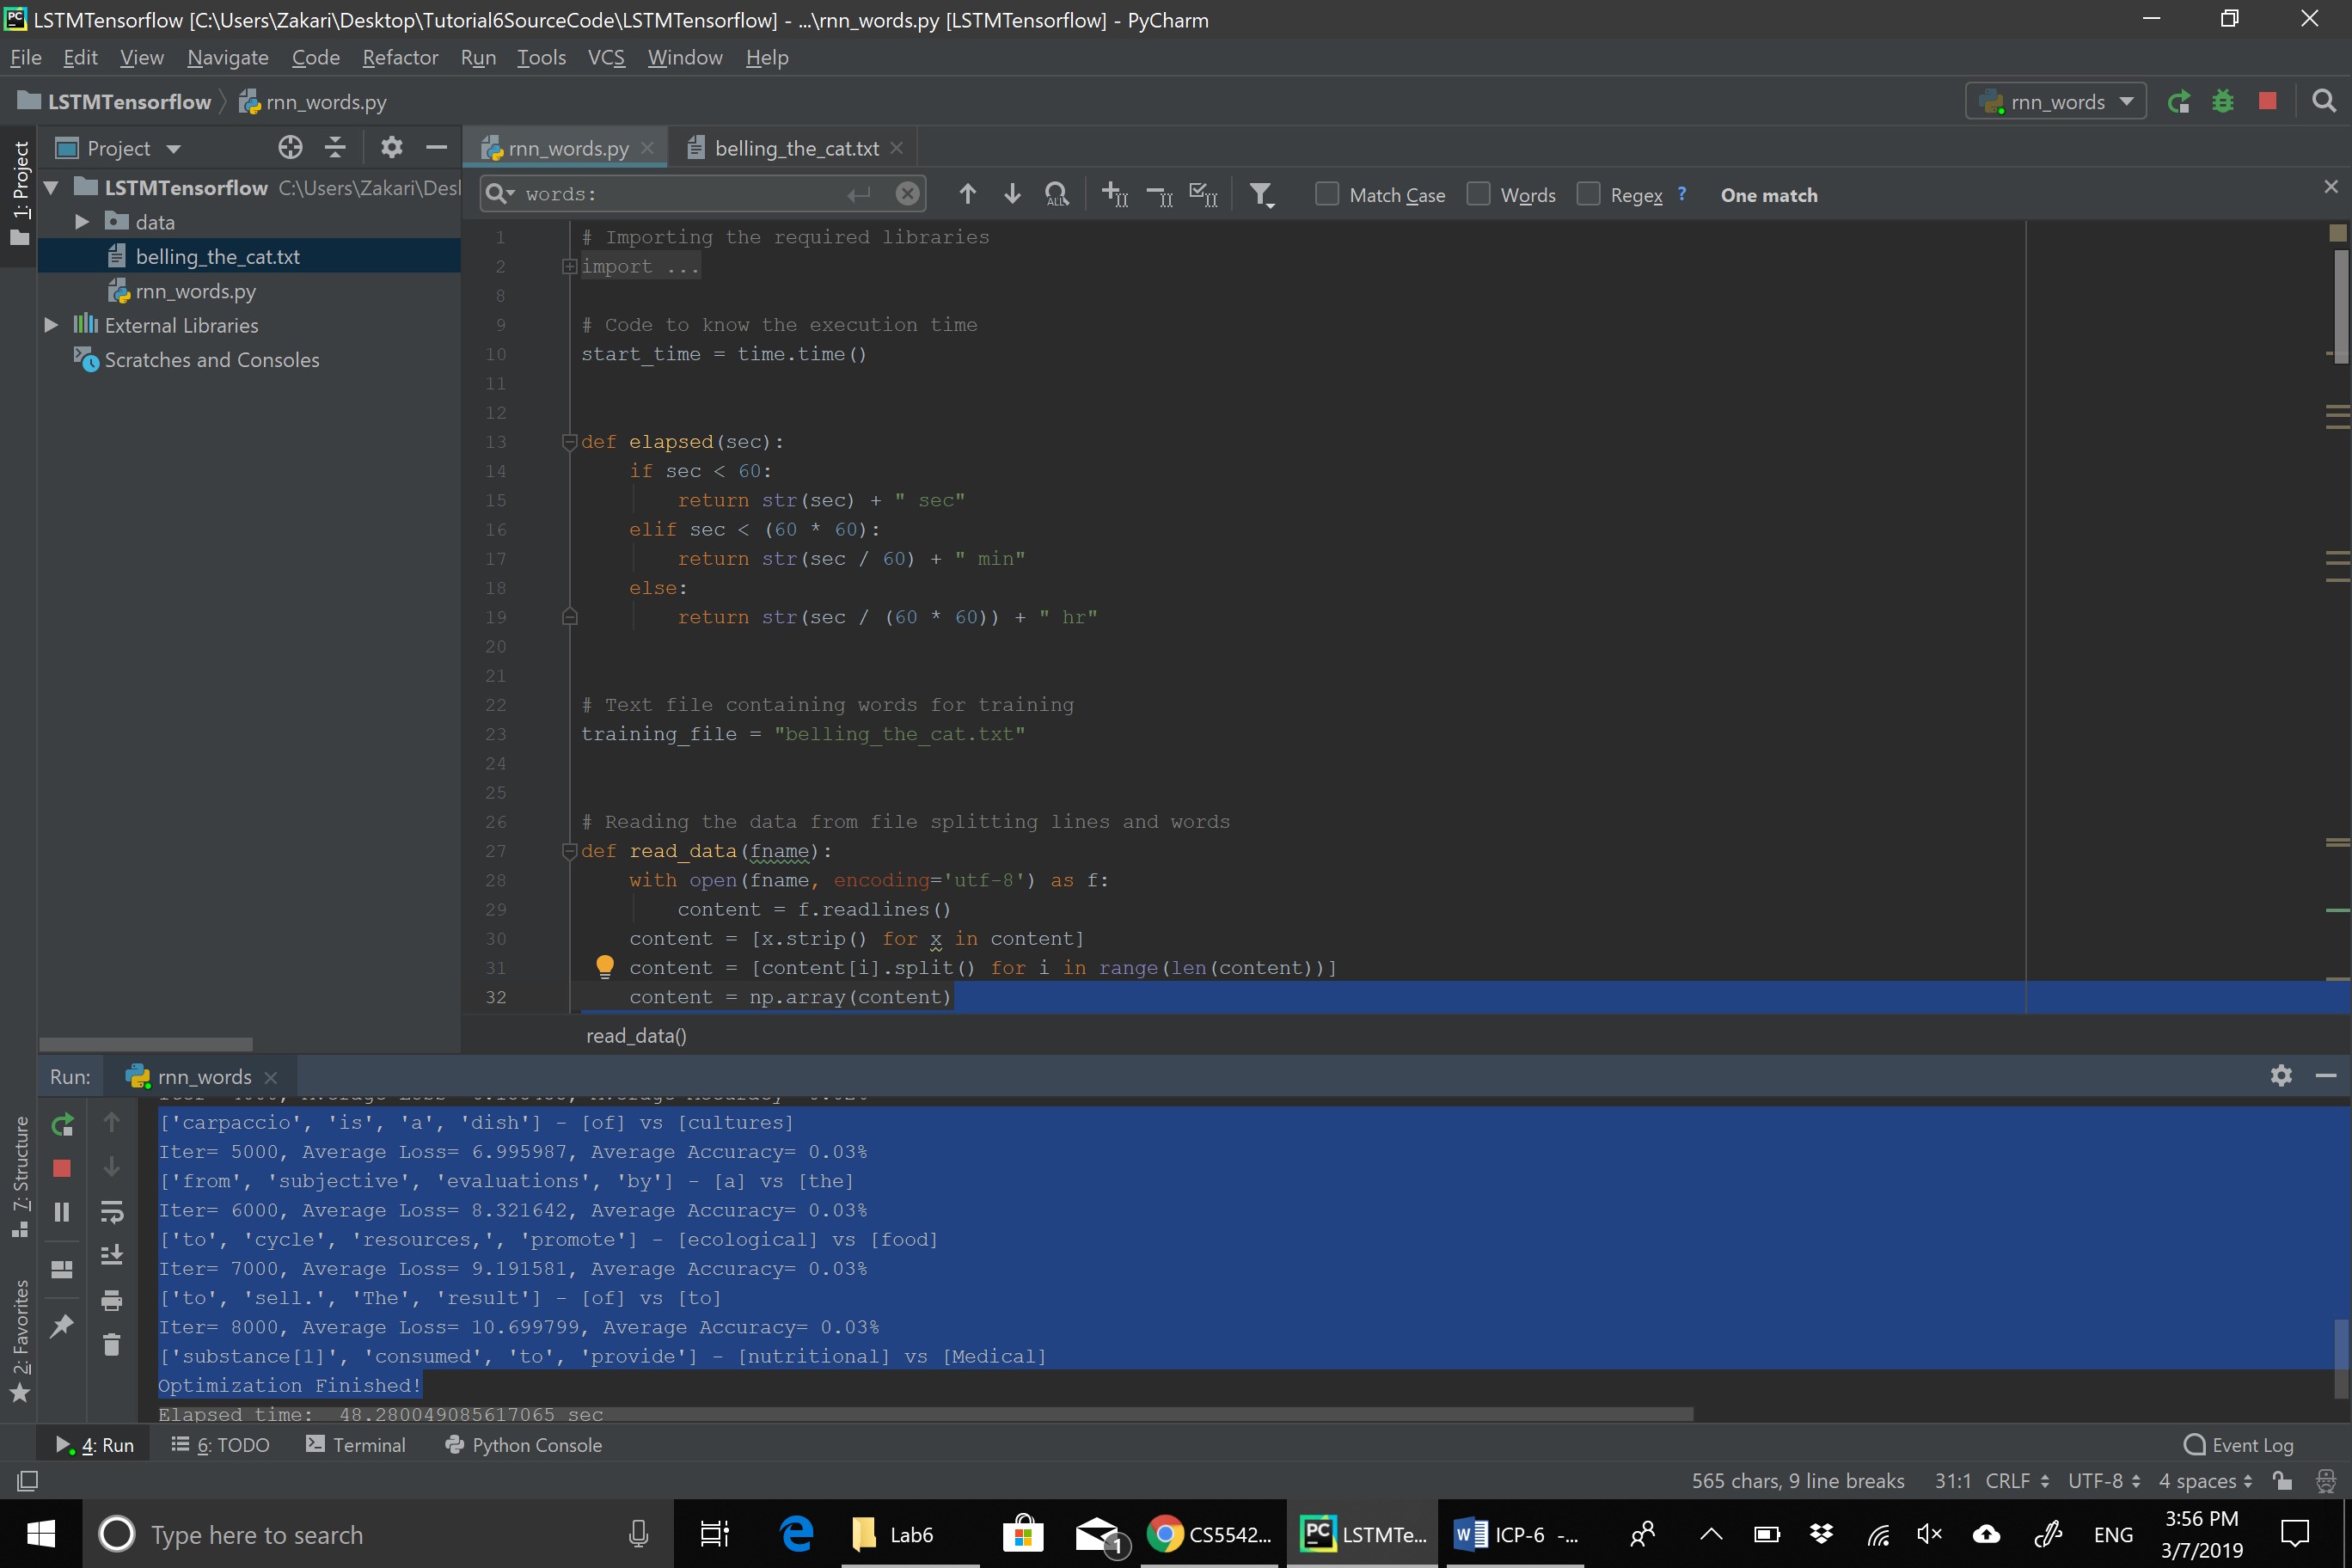 LSTMTensorflow [C:\Users\Zakari\Desktop\Tutorial6SourceCode\LSTMTensorflow] - ...\rnn_words.py [LSTMTensorflow] - PyCharm
File Edit View Navigate Code Refactor Run Tools VCS Window Help
LSTMTensorflow rnn_words.py
rnn_words
1: Project
Project
LSTMTensorflow C:\Users\Zakari\Desl
data
belling_the_cat.txt
rnn_words.py
External Libraries
Scratches and Consoles
rnn_words.py belling_the_cat.txt
words: Match Case Words Regex ? One match
1 # Importing the required libraries
2 import ...
8
9 # Code to know the execution time
10 start_time = time.time()
11
12
13 def elapsed(sec):
14 if sec < 60:
15 return str(sec) + " sec"
16 elif sec < (60 * 60):
17 return str(sec / 60) + " min"
18 else:
19 return str(sec / (60 * 60)) + " hr"
20
21
22 # Text file containing words for training
23 training_file = "belling_the_cat.txt"
24
25
26 # Reading the data from file splitting lines and words
27 def read_data(fname):
28 with open(fname, encoding='utf-8') as f:
29 content = f.readlines()
30 content = [x.strip() for x in content]
31 content = [content[i].split() for i in range(len(content))]
32 content = np.array(content)
read_data()
Run: rnn_words
['carpaccio', 'is', 'a', 'dish'] - [of] vs [cultures]
Iter= 5000, Average Loss= 6.995987, Average Accuracy= 0.03%
['from', 'subjective', 'evaluations', 'by'] - [a] vs [the]
Iter= 6000, Average Loss= 8.321642, Average Accuracy= 0.03%
['to', 'cycle', 'resources,', 'promote'] - [ecological] vs [food]
Iter= 7000, Average Loss= 9.191581, Average Accuracy= 0.03%
['to', 'sell.', 'The', 'result'] - [of] vs [to]
Iter= 8000, Average Loss= 10.699799, Average Accuracy= 0.03%
['substance[1]', 'consumed', 'to', 'provide'] - [nutritional] vs [Medical]
Optimization Finished!
Elapsed time: 48.280049085617065 sec
7: Structure
2: Favorites
4: Run 6: TODO Terminal Python Console Event Log
565 chars, 9 line breaks 31:1 CRLF UTF-8 4 spaces
Type here to search Lab6 1 CS5542... LSTMTe... ICP-6 -... ENG
3:56 PM
3/7/2019